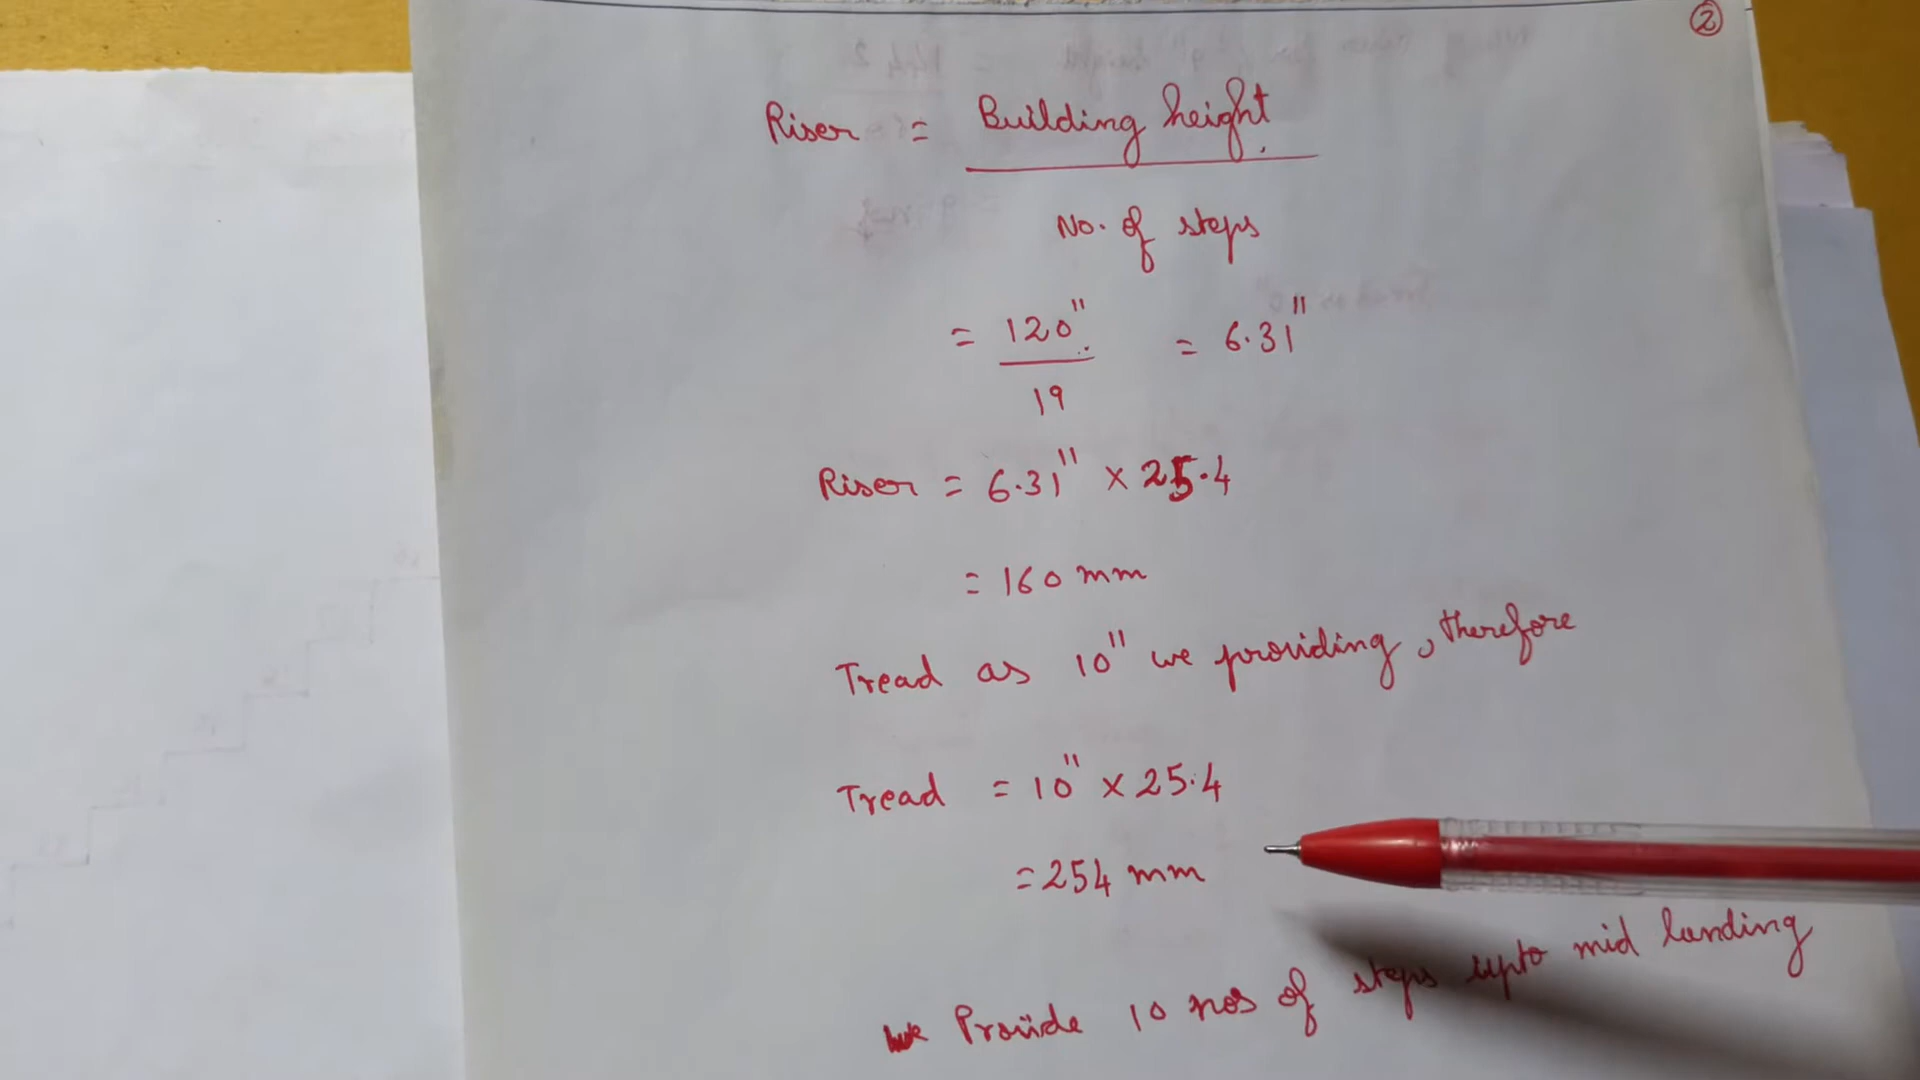 ②
Riser = Building height
No. of steps
= 120" = 6.31"
19
Riser = 6.31" × 25.4
= 160 mm
Tread as 10" we providing, therefore
Tread = 10" × 25.4
= 254 mm
Provide 10 nos of steps upto mid landing